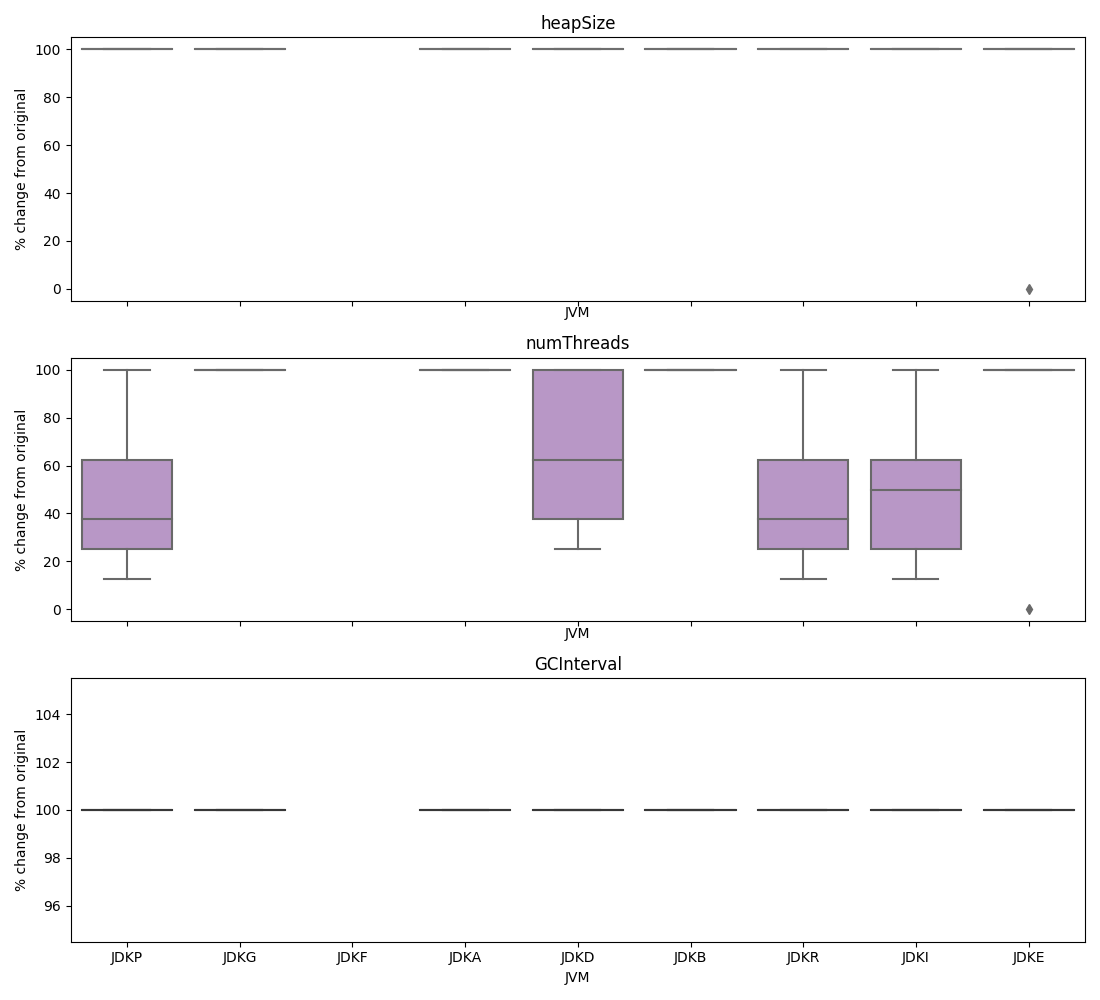 heapSize
100
80
60
40
20
0
% change from original
JVM
numThreads
100
80
60
40
20
0
% change from original
JVM
GCInterval
104
102
100
98
96
% change from original
JDKP JDKG JDKF JDKA JDKD JDKB JDKR JDKI JDKE
JVM